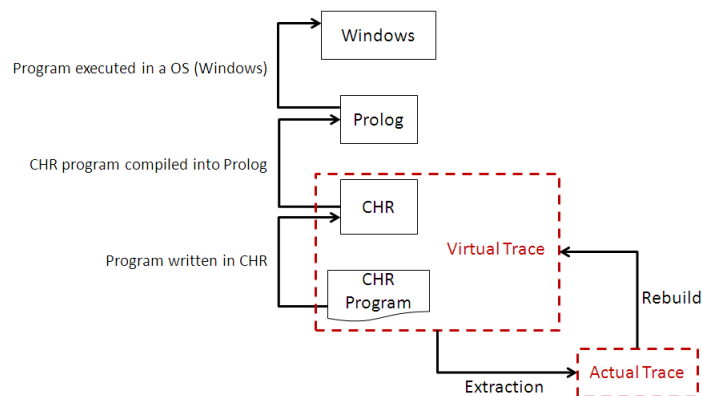 Windows
Program executed in a OS (Windows)
Prolog
CHR program compiled into Prolog
CHR
Virtual Trace
Program written in CHR
CHR
Program
Rebuild
Actual Trace
Extraction